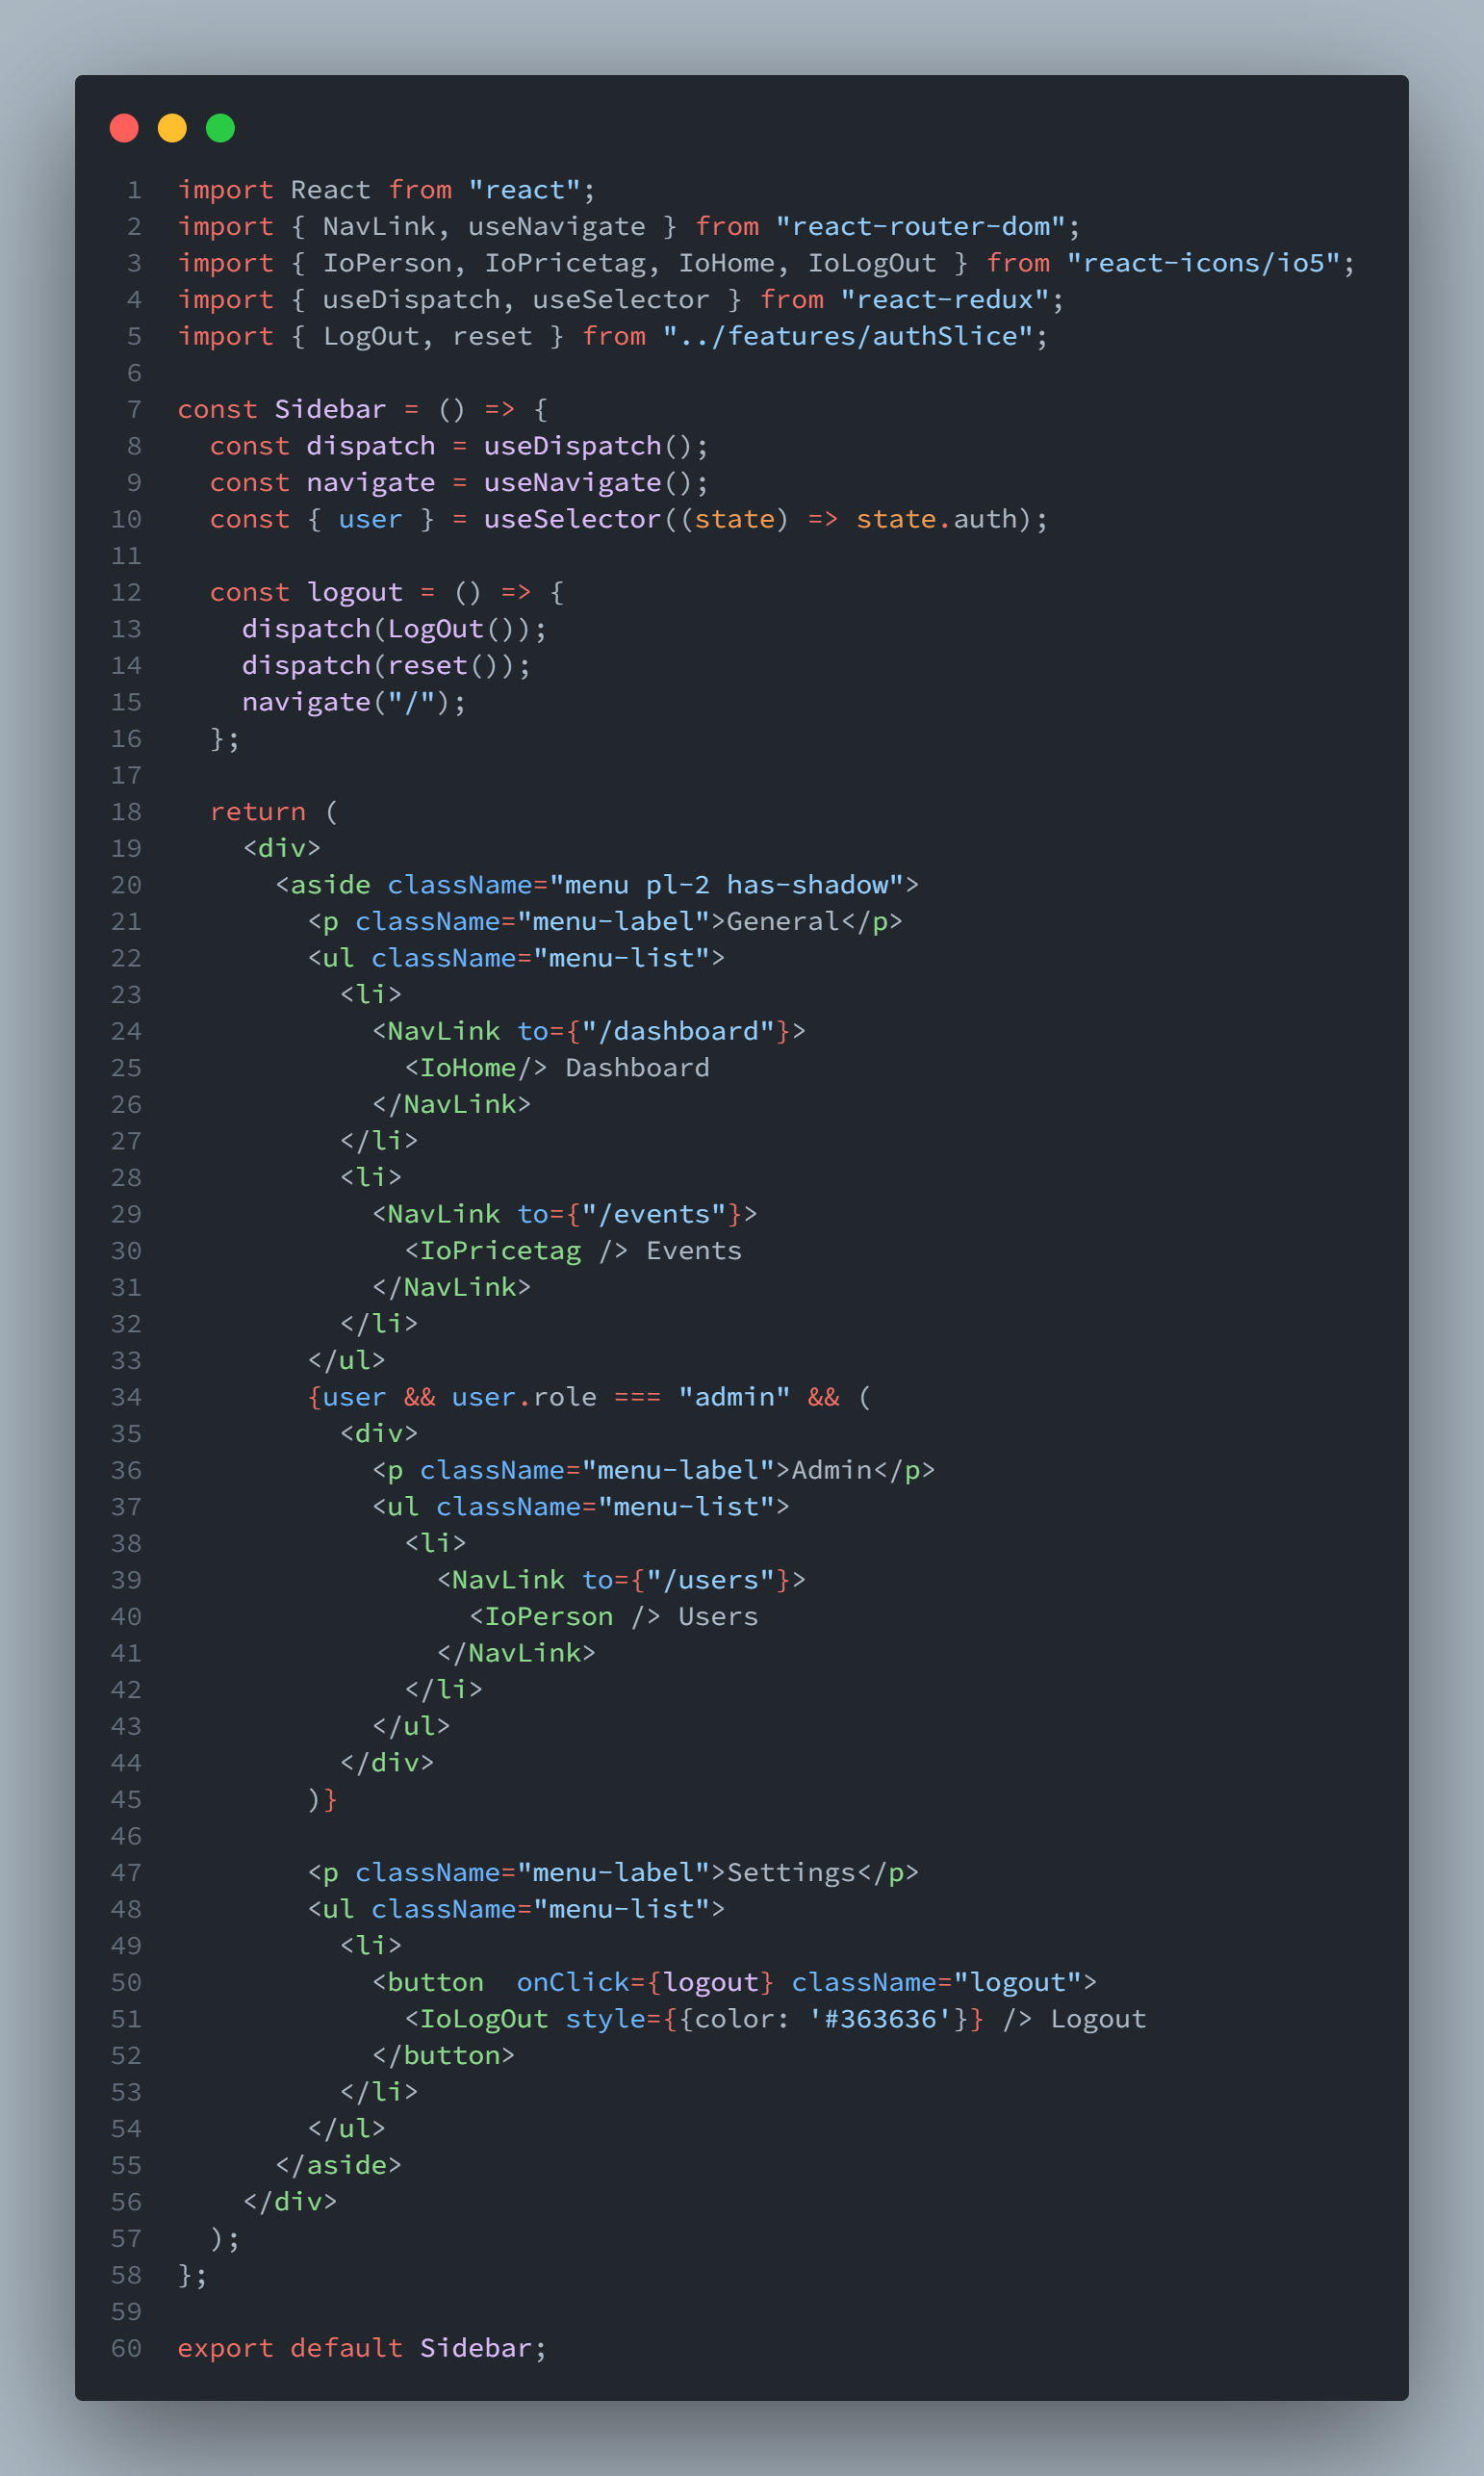 1 import React from "react";
2 import { NavLink, useNavigate } from "react-router-dom";
3 import { IoPerson, IoPricetag, IoHome, IoLogOut } from "react-icons/io5";
4 import { useDispatch, useSelector } from "react-redux";
5 import { LogOut, reset } from "../features/authSlice";
6
7 const Sidebar = () => {
8   const dispatch = useDispatch();
9   const navigate = useNavigate();
10   const { user } = useSelector((state) => state.auth);
11
12   const logout = () => {
13     dispatch(LogOut());
14     dispatch(reset());
15     navigate("/");
16   };
17
18   return (
19     <div>
20       <aside className="menu pl-2 has-shadow">
21         <p className="menu-label">General</p>
22         <ul className="menu-list">
23           <li>
24             <NavLink to={"/dashboard"}>
25               <IoHome/> Dashboard
26             </NavLink>
27           </li>
28           <li>
29             <NavLink to={"/events"}>
30               <IoPricetag /> Events
31             </NavLink>
32           </li>
33         </ul>
34         {user && user.role === "admin" && (
35           <div>
36             <p className="menu-label">Admin</p>
37             <ul className="menu-list">
38               <li>
39                 <NavLink to={"/users"}>
40                   <IoPerson /> Users
41                 </NavLink>
42               </li>
43             </ul>
44           </div>
45         )}
46
47         <p className="menu-label">Settings</p>
48         <ul className="menu-list">
49           <li>
50             <button  onClick={logout} className="logout">
51               <IoLogOut style={{color: '#363636'}} /> Logout
52             </button>
53           </li>
54         </ul>
55       </aside>
56     </div>
57   );
58 };
59
60 export default Sidebar;